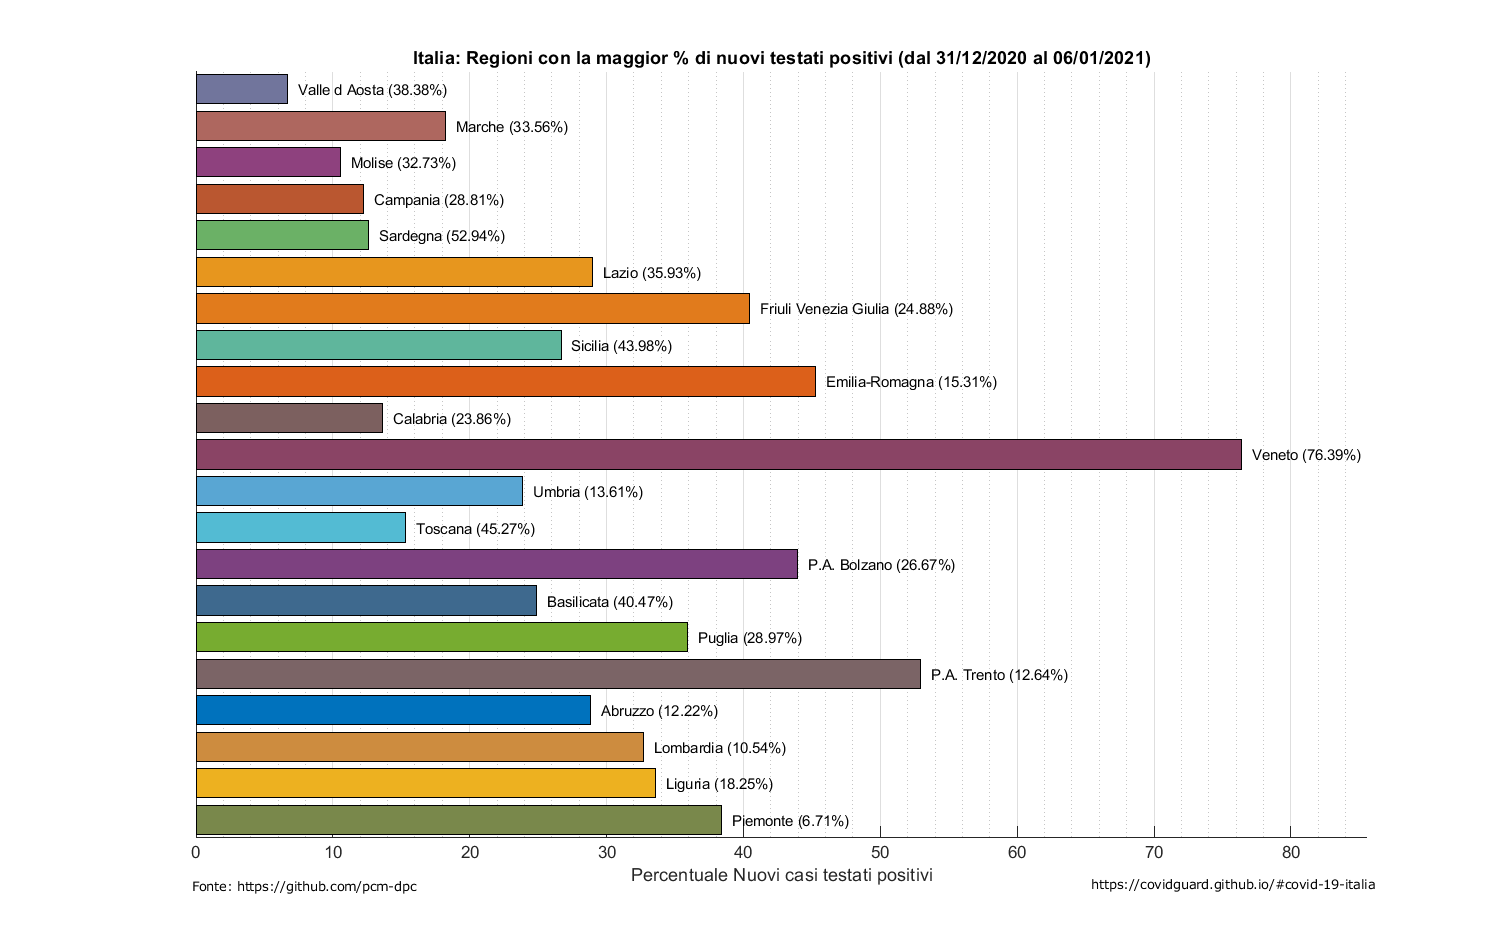 Italia: Regioni con la maggior % di nuovi testati positivi (dal 31/12/2020 al 06/01/2021)
Valle d Aosta (38.38%)
Marche (33.56%)
Molise (32.73%)
Campania (28.81%)
Sardegna (52.94%)
Lazio (35.93%)
Friuli Venezia Giulia (24.88%)
Sicilia (43.98%)
Emilia-Romagna (15.31%)
Calabria (23.86%)
Veneto (76.39%)
Umbria (13.61%)
Toscana (45.27%)
P.A. Bolzano (26.67%)
Basilicata (40.47%)
Puglia (28.97%)
P.A. Trento (12.64%)
Abruzzo (12.22%)
Lombardia (10.54%)
Liguria (18.25%)
Piemonte (6.71%)
0 10 20 30 40 50 60 70 80
Percentuale Nuovi casi testati positivi
Fonte: https://github.com/pcm-dpc
https://covidguard.github.io/#covid-19-italia